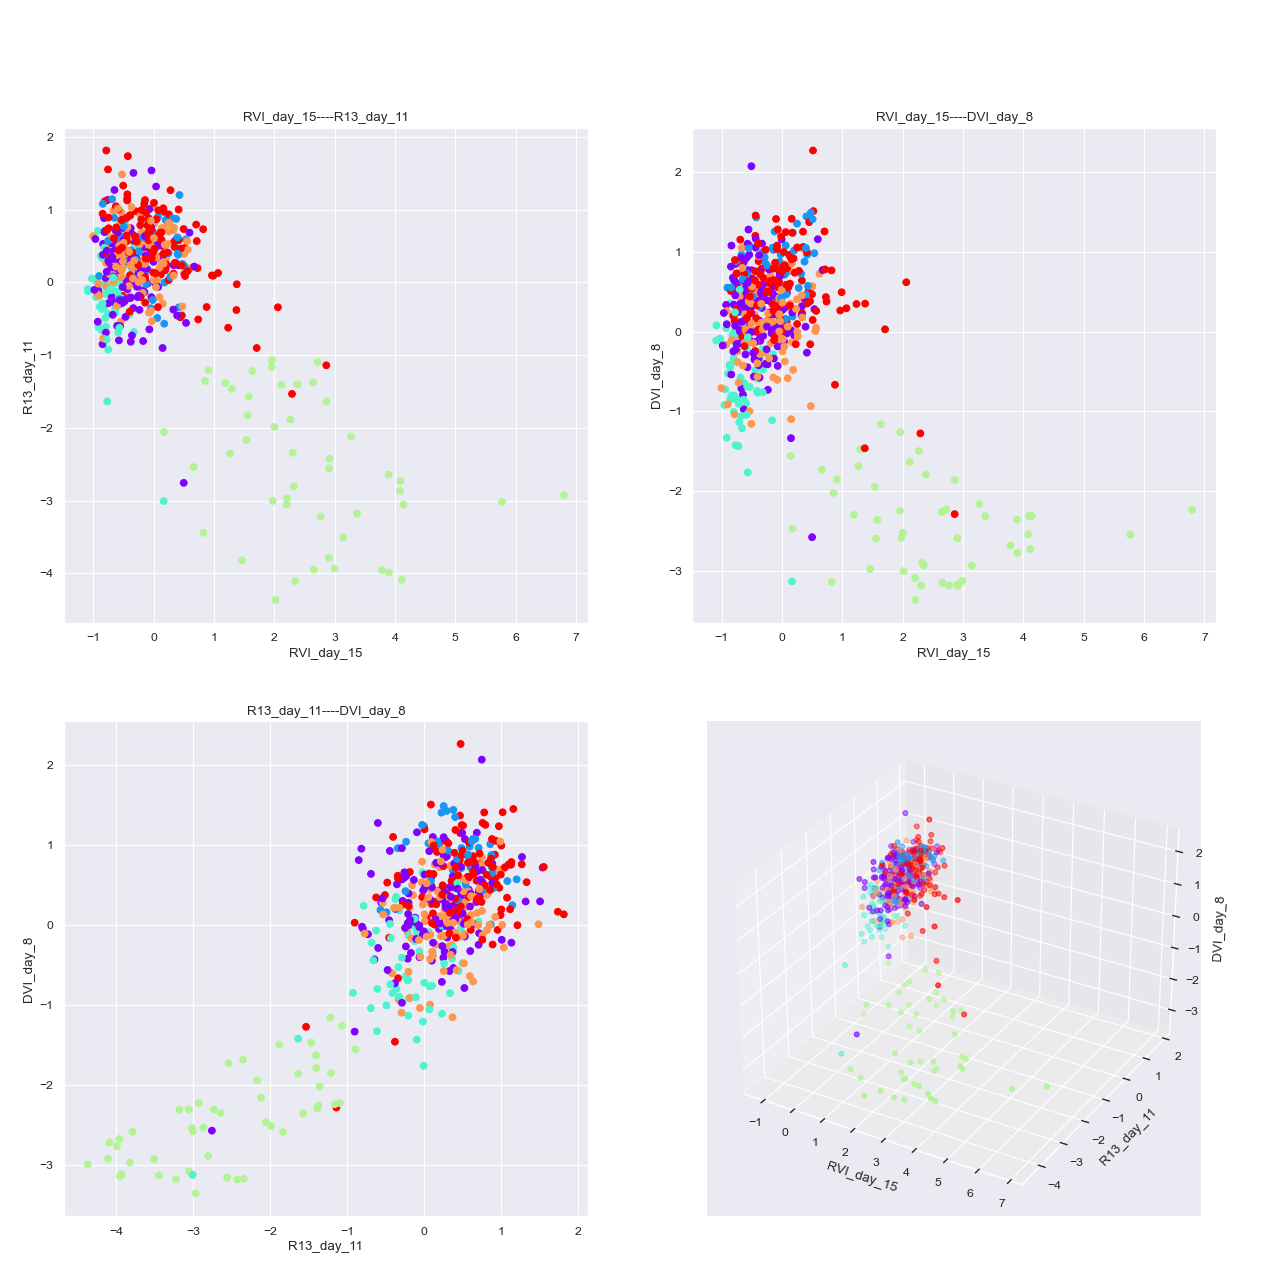 RVI_day_15----R13_day_11
2
1
0
−1
−2
−3
−4
R13_day_11
−1 0 1 2 3 4 5 6 7
RVI_day_15
RVI_day_15----DVI_day_8
2
1
0
−1
−2
−3
DVI_day_8
−1 0 1 2 3 4 5 6 7
RVI_day_15
R13_day_11----DVI_day_8
2
1
0
−1
−2
−3
DVI_day_8
−4 −3 −2 −1 0 1 2
R13_day_11
2
1
0
−1
−2
−3
DVI_day_8
2
1
0
−1
−2
−3
−4
R13_day_11
−1 0 1 2 3 4 5 6 7
RVI_day_15